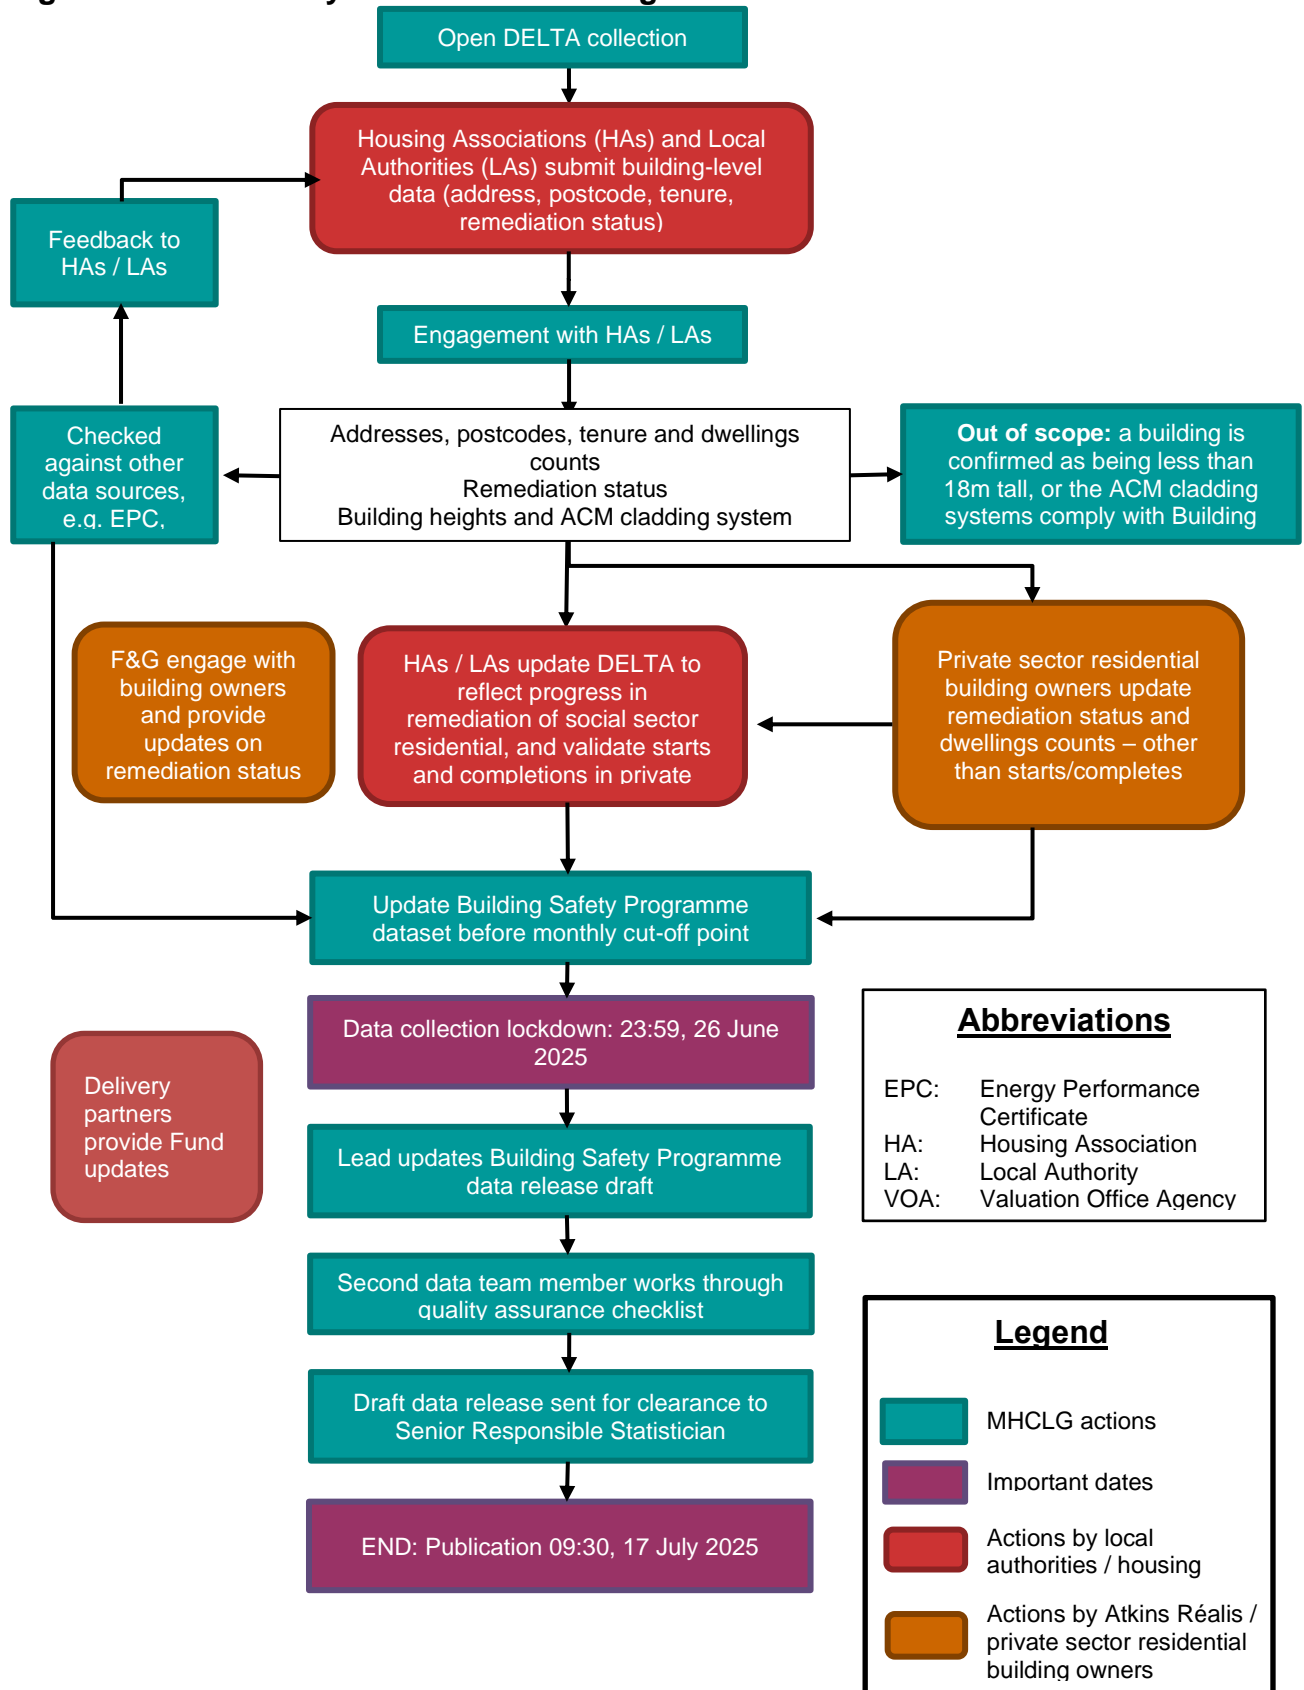 Open DELTA collection
Housing Associations (HAs) and Local
Authorities (LAs) submit building-level
data (address, postcode, tenure,
remediation status)
Feedback to
HAs / LAs
Engagement with HAs / LAs
Checked
against other
data sources,
e.g. EPC,
Addresses, postcodes, tenure and dwellings
counts
Remediation status
Building heights and ACM cladding system
Out of scope: a building is
confirmed as being less than
18m tall, or the ACM cladding
systems comply with Building
F&G engage with
building owners
and provide
updates on
remediation status
HAs / LAs update DELTA to
reflect progress in
remediation of social sector
residential, and validate starts
and completions in private
Private sector residential
building owners update
remediation status and
dwellings counts – other
than starts/completes
Update Building Safety Programme
dataset before monthly cut-off point
Data collection lockdown: 23:59, 26 June
2025
Delivery
partners
provide Fund
updates
Lead updates Building Safety Programme
data release draft
Second data team member works through
quality assurance checklist
Draft data release sent for clearance to
Senior Responsible Statistician
END: Publication 09:30, 17 July 2025
Abbreviations
EPC: Energy Performance
Certificate
HA: Housing Association
LA: Local Authority
VOA: Valuation Office Agency
Legend
MHCLG actions
Important dates
Actions by local
authorities / housing
Actions by Atkins Réalis /
private sector residential
building owners